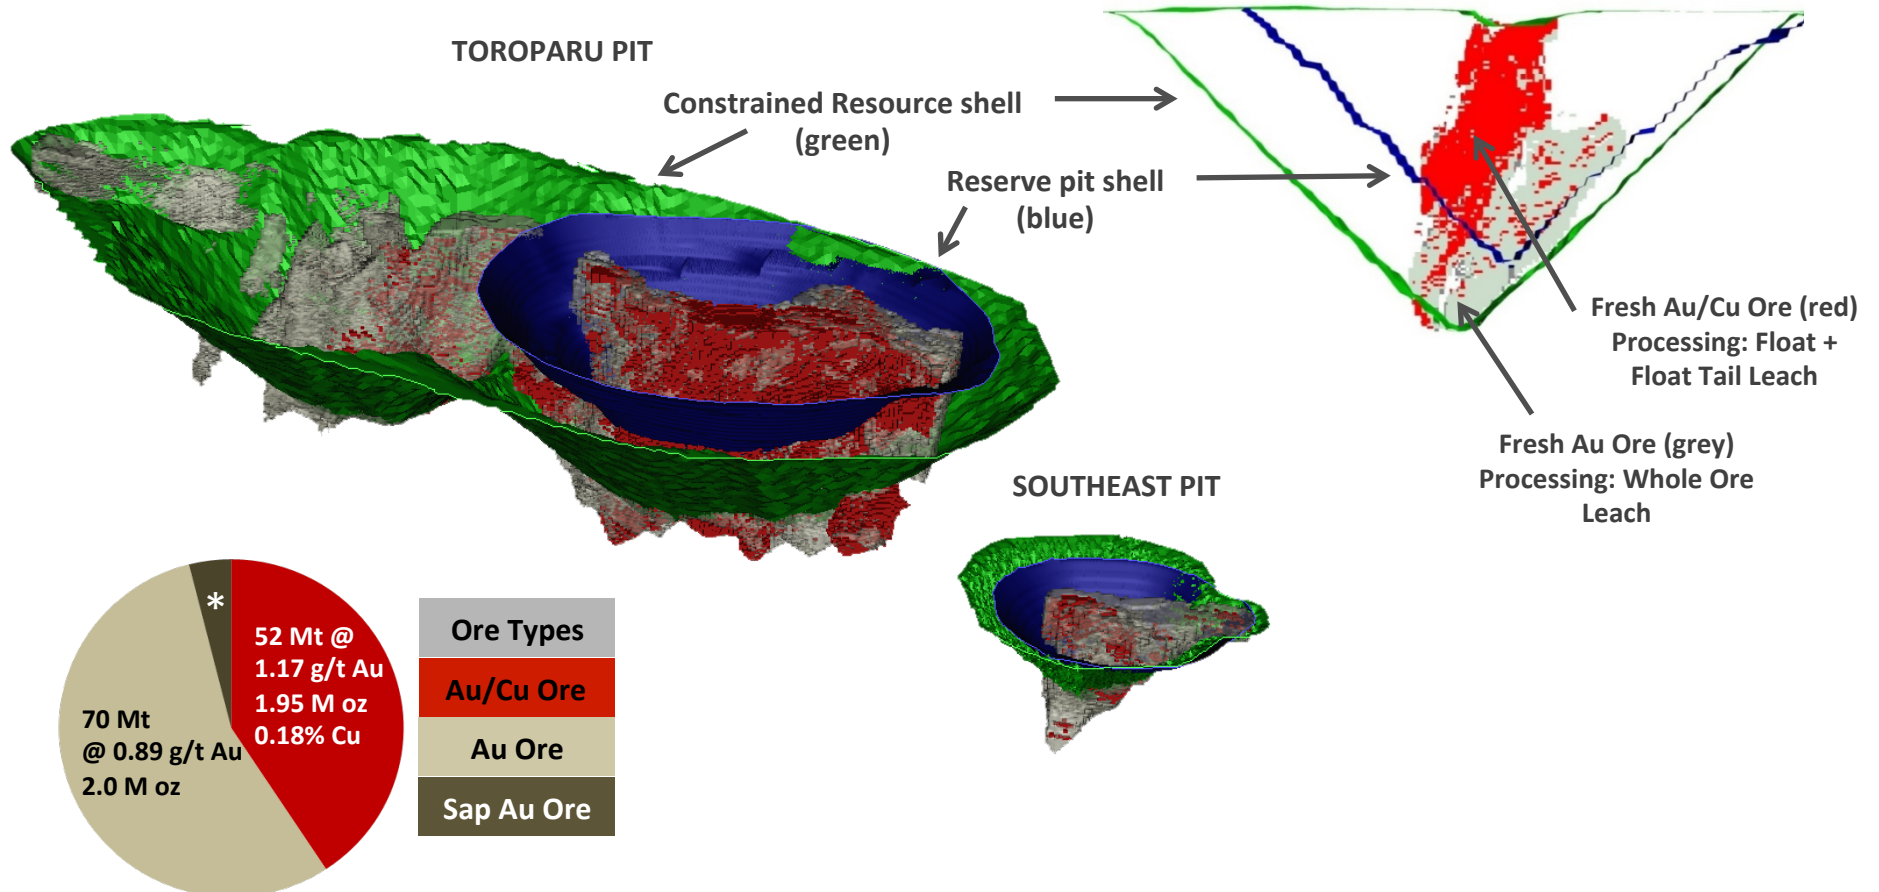 TOROPARU PIT
Constrained Resource shell
(green)
Reserve pit shell
(blue)
Fresh Au/Cu Ore (red)
Processing: Float +
Float Tail Leach
Fresh Au Ore (grey)
Processing: Whole Ore
Leach
SOUTHEAST PIT
*
52 Mt @
1.17 g/t Au
1.95 M oz
0.18% Cu
70 Mt
@ 0.89 g/t Au
2.0 M oz
Ore Types
Au/Cu Ore
Au Ore
Sap Au Ore